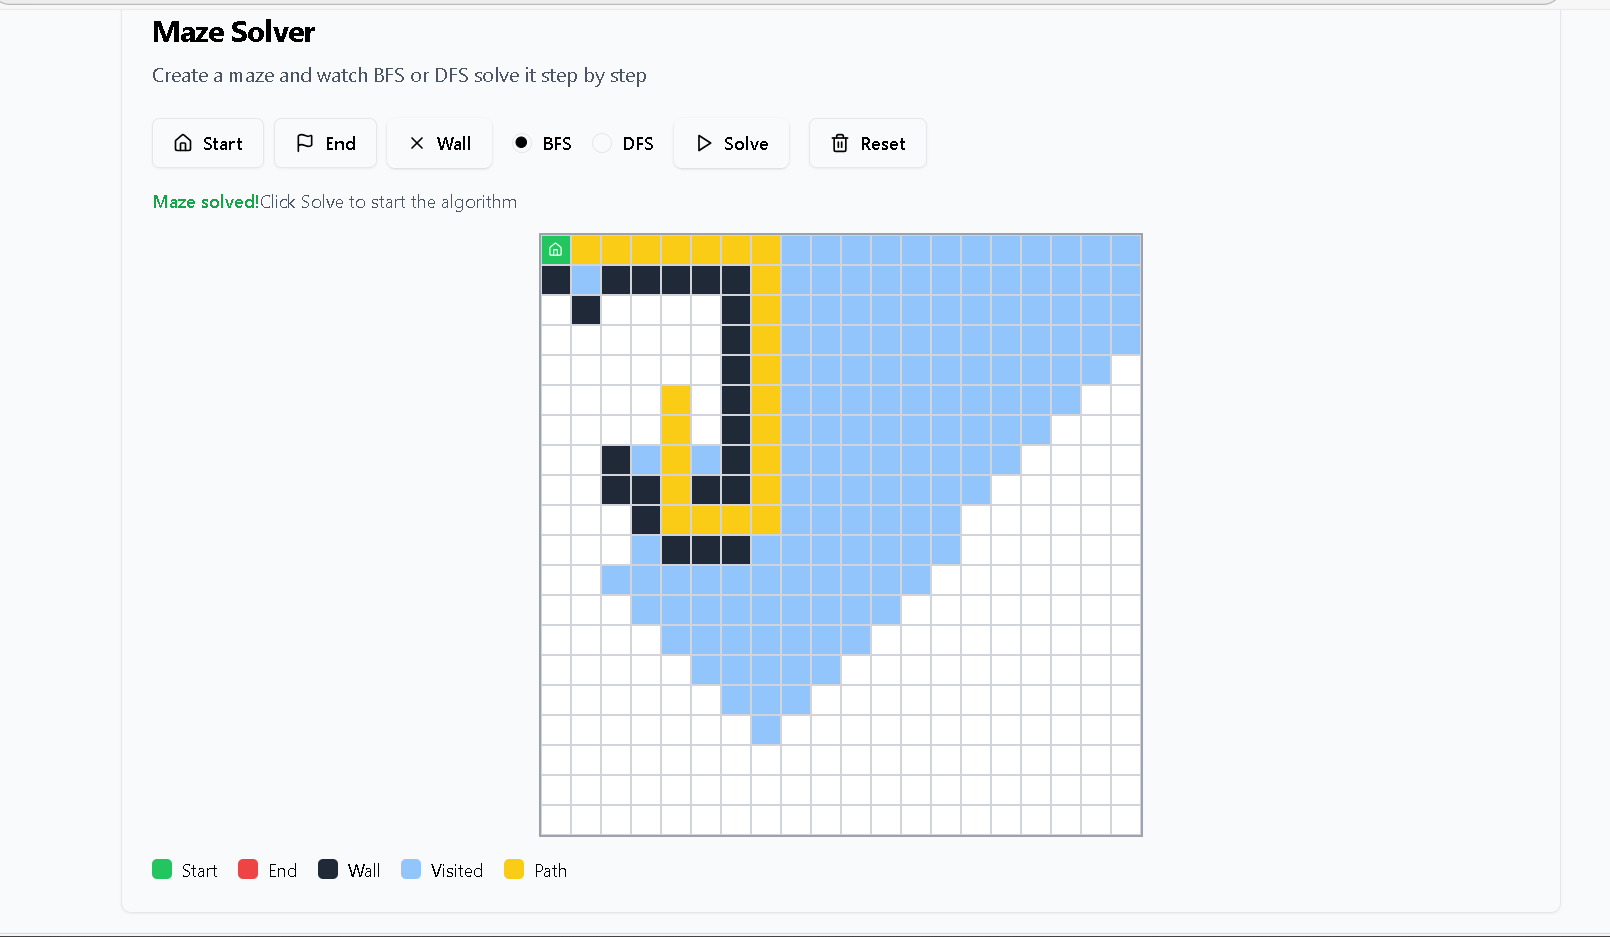 Maze Solver
Create a maze and watch BFS or DFS solve it step by step
Start End Wall BFS DFS Solve Reset
Maze solved!Click Solve to start the algorithm
Start End Wall Visited Path